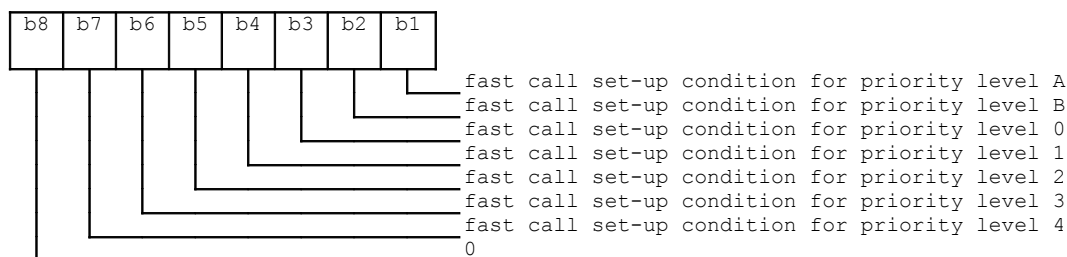 b8 b7 b6 b5 b4 b3 b2 b1
fast call set-up condition for priority level A
fast call set-up condition for priority level B
fast call set-up condition for priority level 0
fast call set-up condition for priority level 1
fast call set-up condition for priority level 2
fast call set-up condition for priority level 3
fast call set-up condition for priority level 4
0